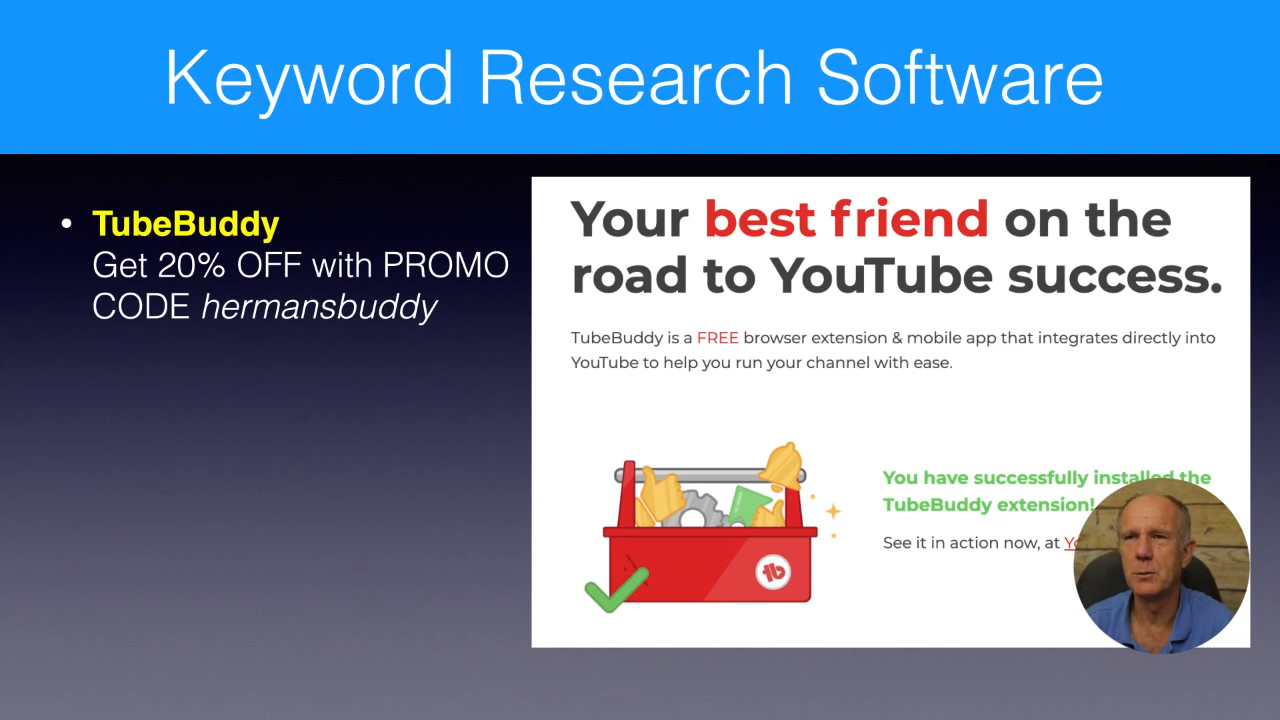 Keyword Research Software
• TubeBuddy
Get 20% OFF with PROMO
CODE hermansbuddy
Your best friend on the
road to YouTube success.
TubeBuddy is a FREE browser extension & mobile app that integrates directly into
YouTube to help you run your channel with ease.
You have successfully installed the
TubeBuddy extension!
See it in action now, at
tb